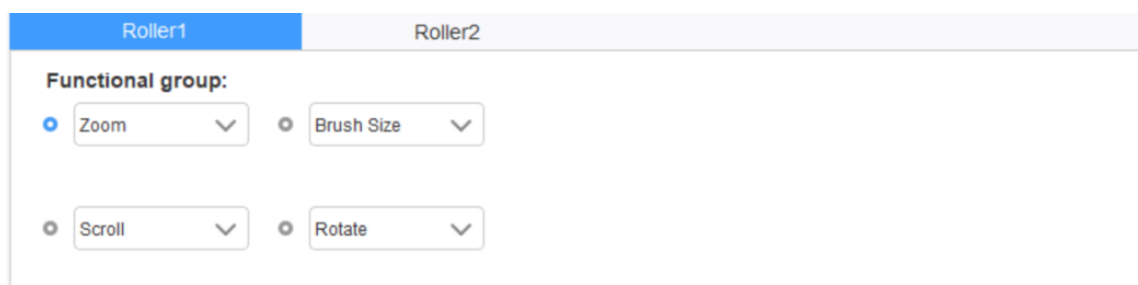 Roller1 Roller2
Functional group:
Zoom Brush Size
Scroll Rotate